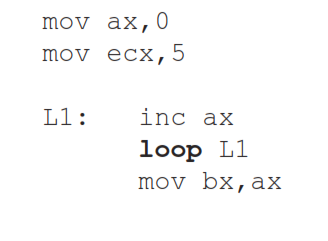 mov ax,0
mov ecx,5
L1: inc ax
loop L1
mov bx,ax